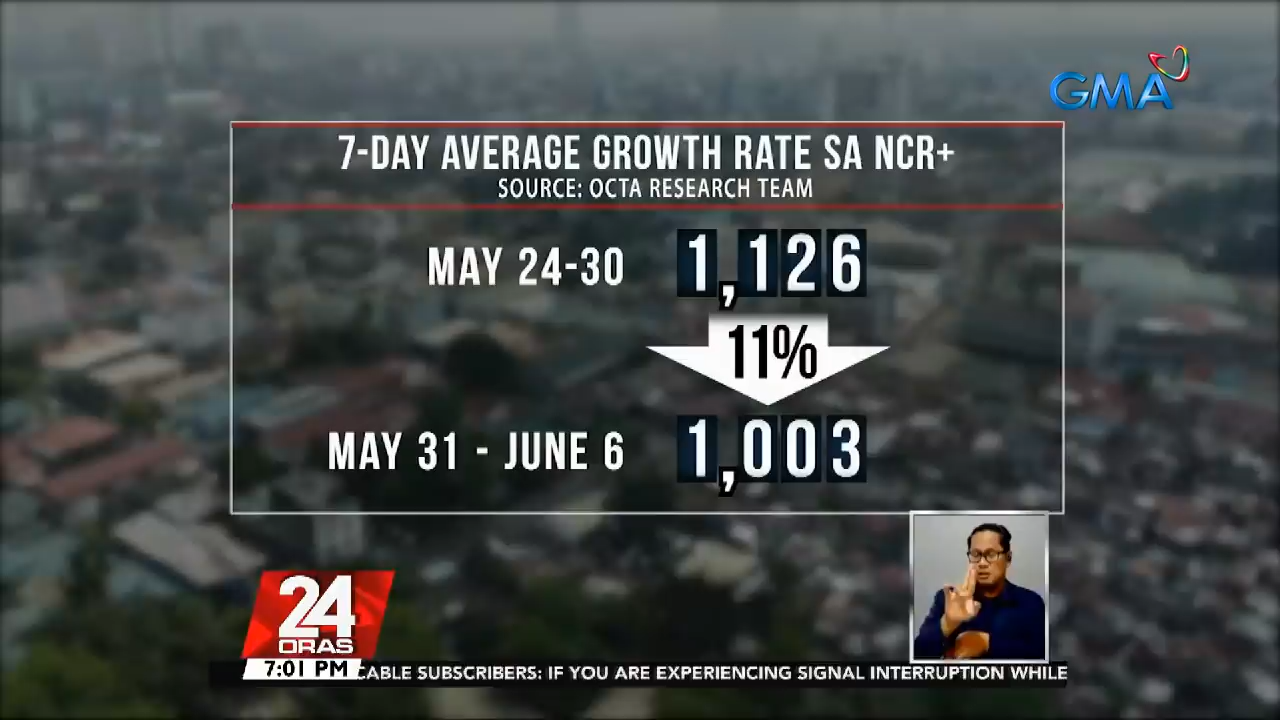 GMA
7-DAY AVERAGE GROWTH RATE SA NCR+
SOURCE: OCTA RESEARCH TEAM
MAY 24-30 1,126
11%
MAY 31 - JUNE 6 1,003
24
ORAS
7:01 PM CABLE SUBSCRIBERS: IF YOU ARE EXPERIENCING SIGNAL INTERRUPTION WHILE